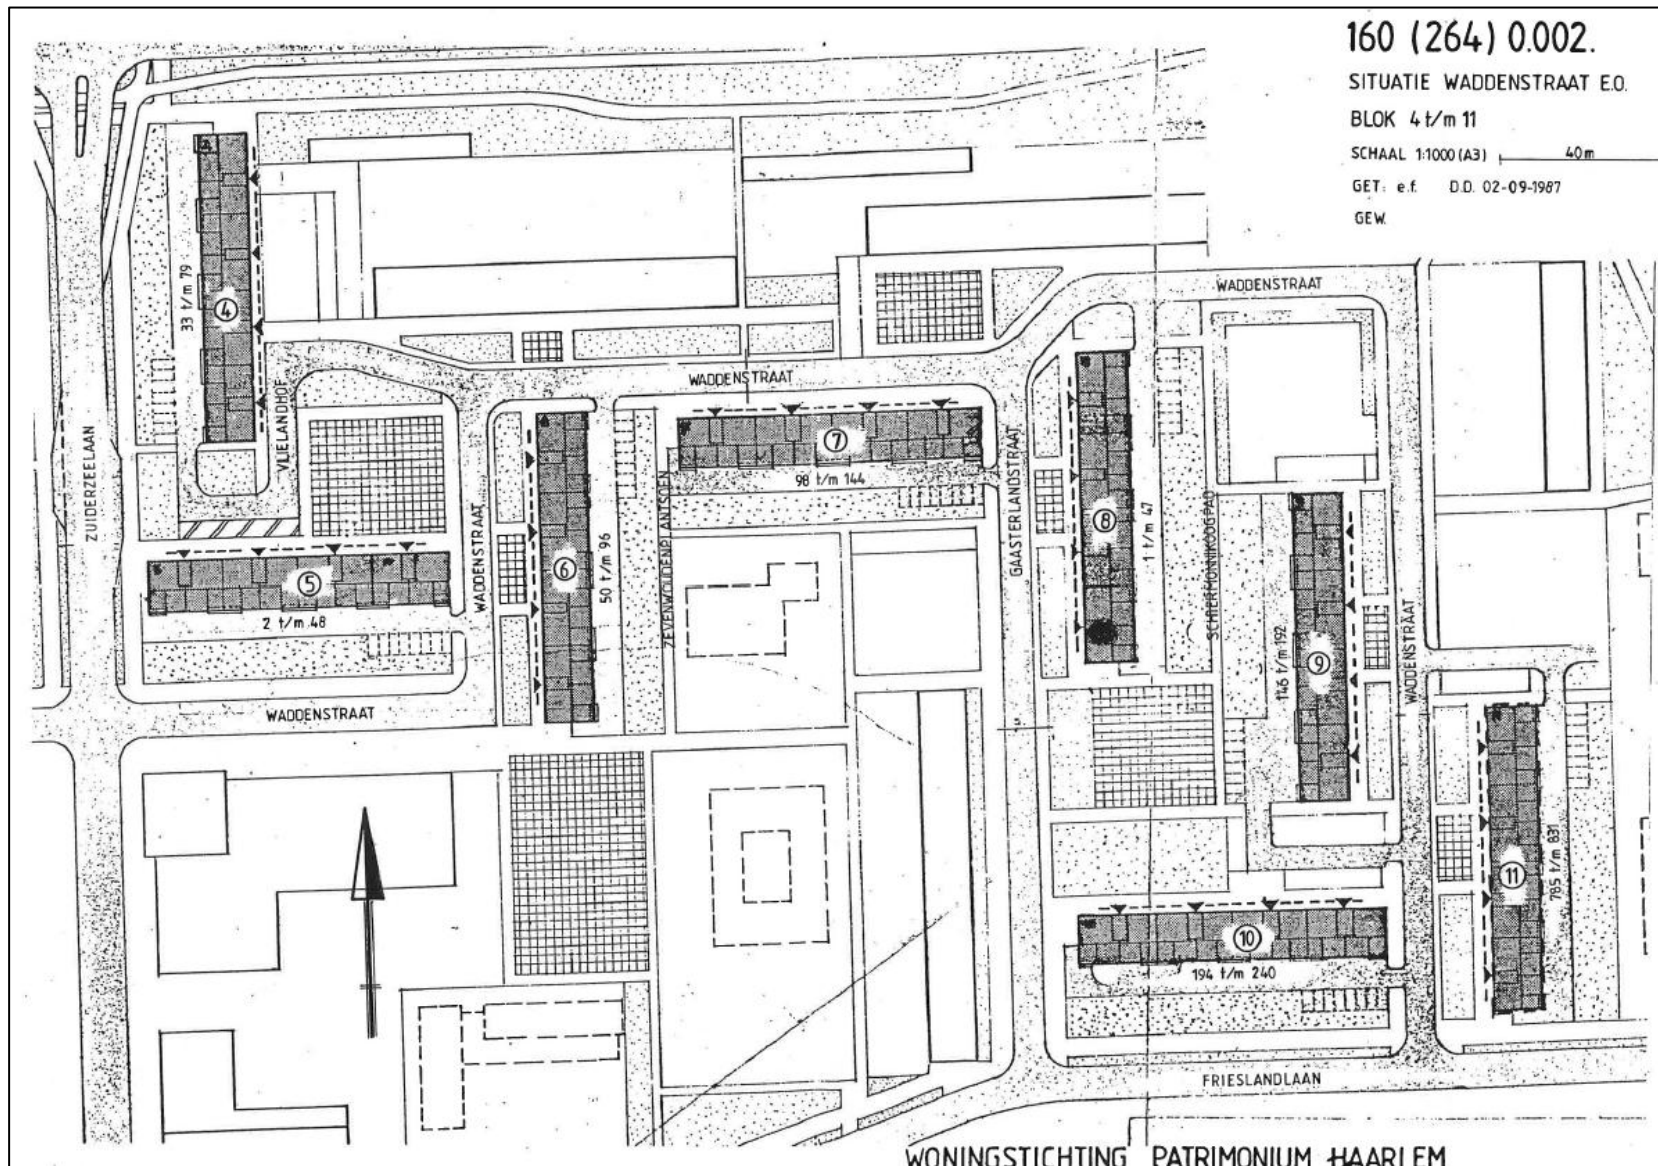 160 (264) 0.002.
SITUATIE WADDENSTRAAT E.O.
BLOK 4 t/m 11
SCHAAL 1:1000 (A3) 40m
GET: e.f. D.D. 02-09-1987
GEW.
33 t/m 79
4
VLIELANDHOF
ZUIDERZEELAAN
WADDENSTRAAT
WADDENSTRAAT
7
98 t/m 144
GAASTERLANDSTRAAT
5
2 t/m 48
WADDENSTRAAT
6
50 t/m 96
ZEVENWOUDENPLANTSOEN
8
1 t/m 47
SCHIERMONNIKOOGPAD
146 t/m 192
9
WADDENSTRAAT
WADDENSTRAAT
11
785 t/m 831
10
194 t/m 240
FRIESLANDLAAN
WONINGSTICHTING PATRIMONIUM HAARLEM